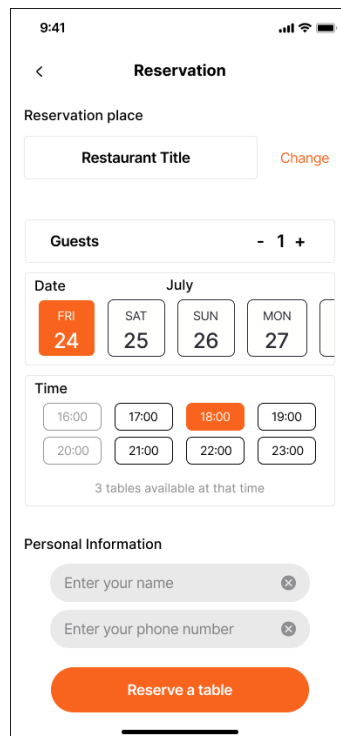 9:41
Reservation
Reservation place
Restaurant Title Change
Guests - 1 +
Date July
FRI SAT SUN MON
24 25 26 27
Time
16:00 17:00 18:00 19:00
20:00 21:00 22:00 23:00
3 tables available at that time
Personal Information
Enter your name
Enter your phone number
Reserve a table